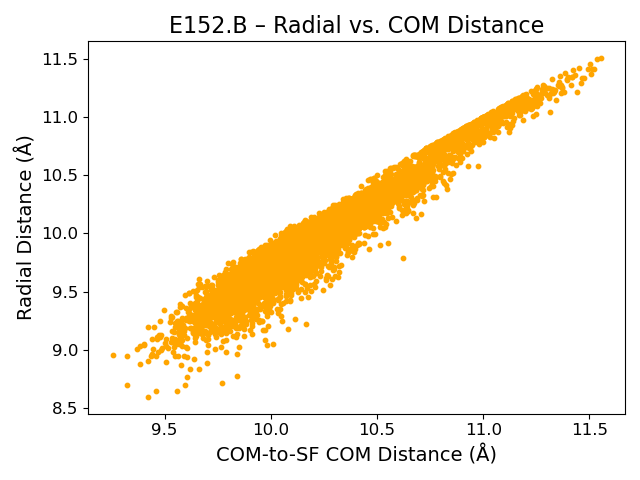 E152.B – Radial vs. COM Distance
11.5
11.0
10.5
10.0
9.5
9.0
8.5
Radial Distance (Å)
9.5 10.0 10.5 11.0 11.5
COM-to-SF COM Distance (Å)